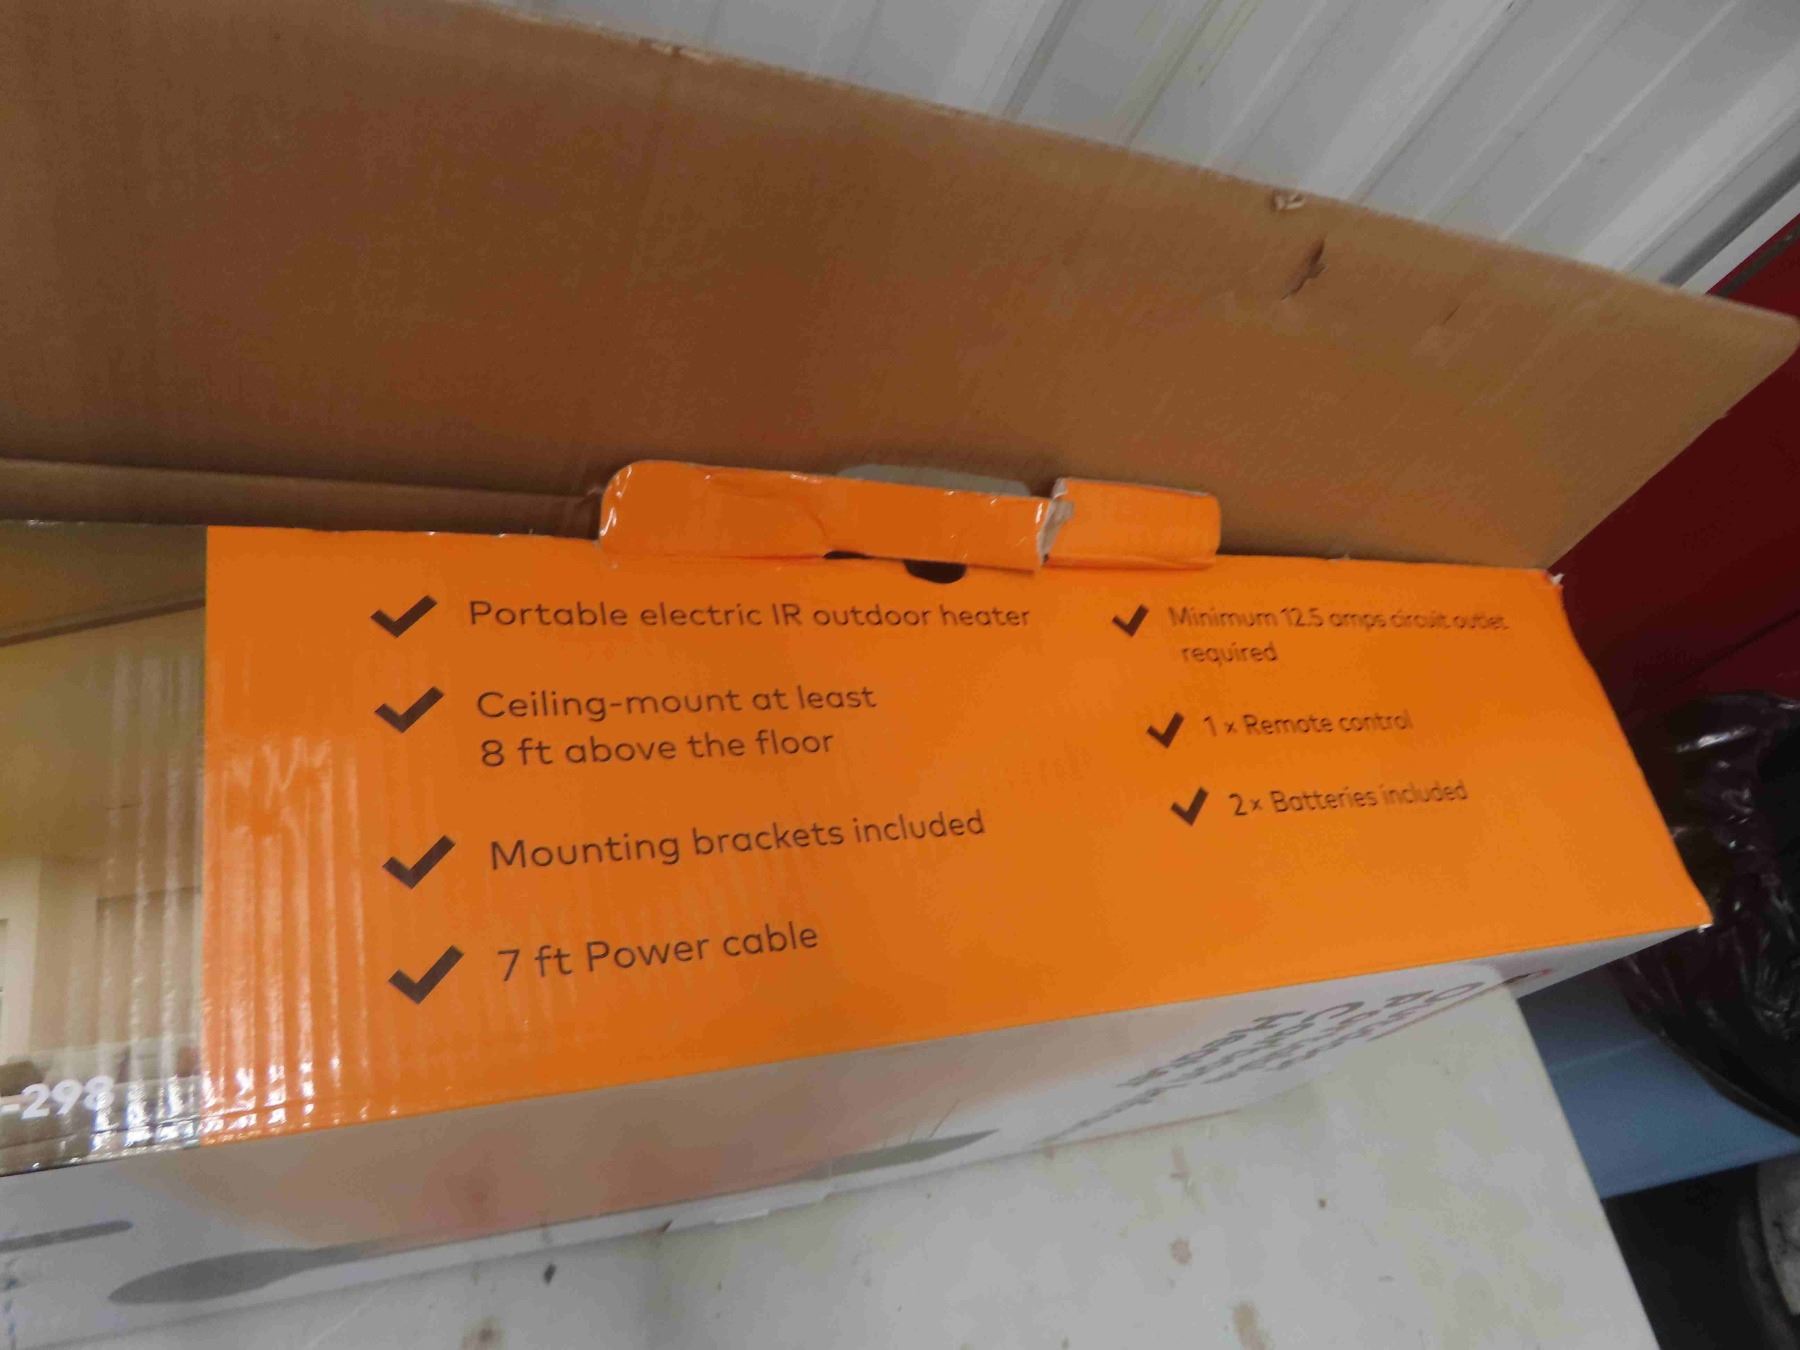 Portable electric IR outdoor heater
Ceiling-mount at least
8 ft above the floor
Mounting brackets included
7 ft Power cable
Minimum 12.5 amps circuit outlet
required
1 x Remote control
2 x Batteries included
-298